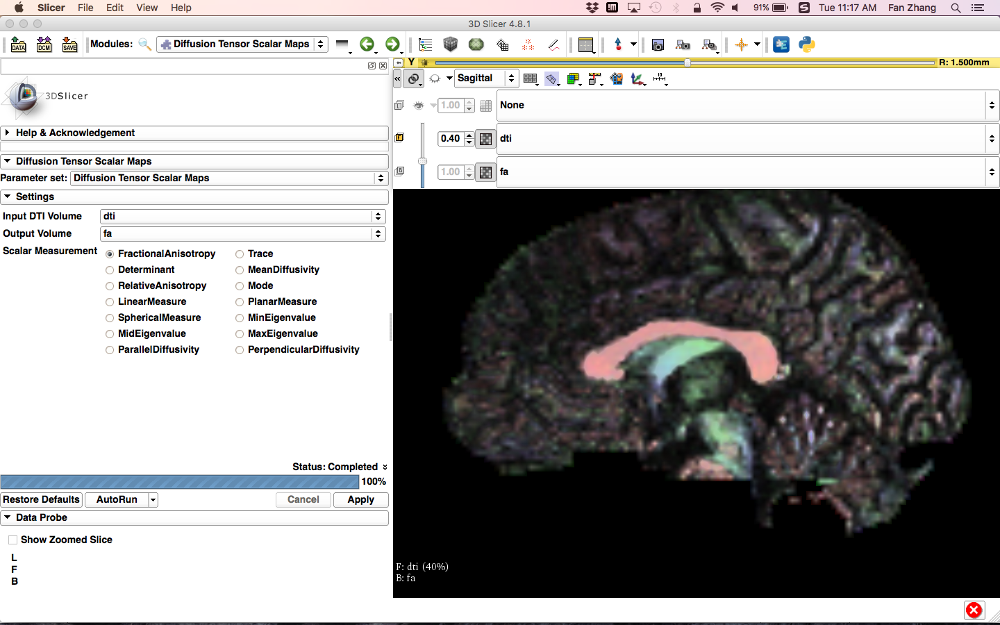 Slicer File Edit View Help 91% S Tue 11:17 AM Fan Zhang
3D Slicer 4.8.1
DATA DCM SAVE Modules: Diffusion Tensor Scalar Maps
Y R: 1.500mm
Sagittal
3DSlicer
L 1.00 None
F 0.40 dti
B 1.00 fa
Help & Acknowledgement
Diffusion Tensor Scalar Maps
Parameter set: Diffusion Tensor Scalar Maps
Settings
Input DTI Volume dti
Output Volume fa
Scalar Measurement FractionalAnisotropy Trace
Determinant MeanDiffusivity
RelativeAnisotropy Mode
LinearMeasure PlanarMeasure
SphericalMeasure MinEigenvalue
MidEigenvalue MaxEigenvalue
ParallelDiffusivity PerpendicularDiffusivity
Status: Completed
100%
Restore Defaults AutoRun Cancel Apply
Data Probe
Show Zoomed Slice
L
F
B
F: dti (40%)
B: fa